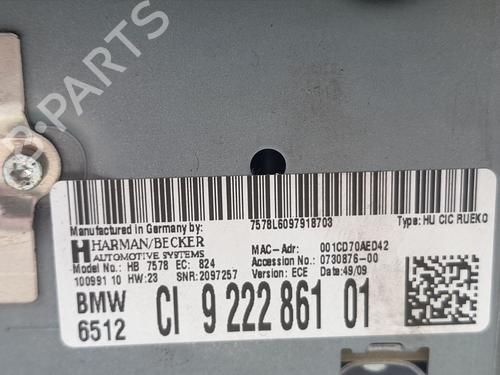 B-PARTS
Manufactured in Germany by: 7578L6097918703 Type: HU CIC RUEKO
HARMAN/BECKER
AUTOMOTIVE SYSTEMS MAC-Adr: 001CD70AED42
Model No.: HB 7578 EC: 824 Accession No.: 0730876-00
100991 10 HW:23 SNR:2097257 Version: ECE Date:49/09
BMW
6512 CI 9 222 861 01